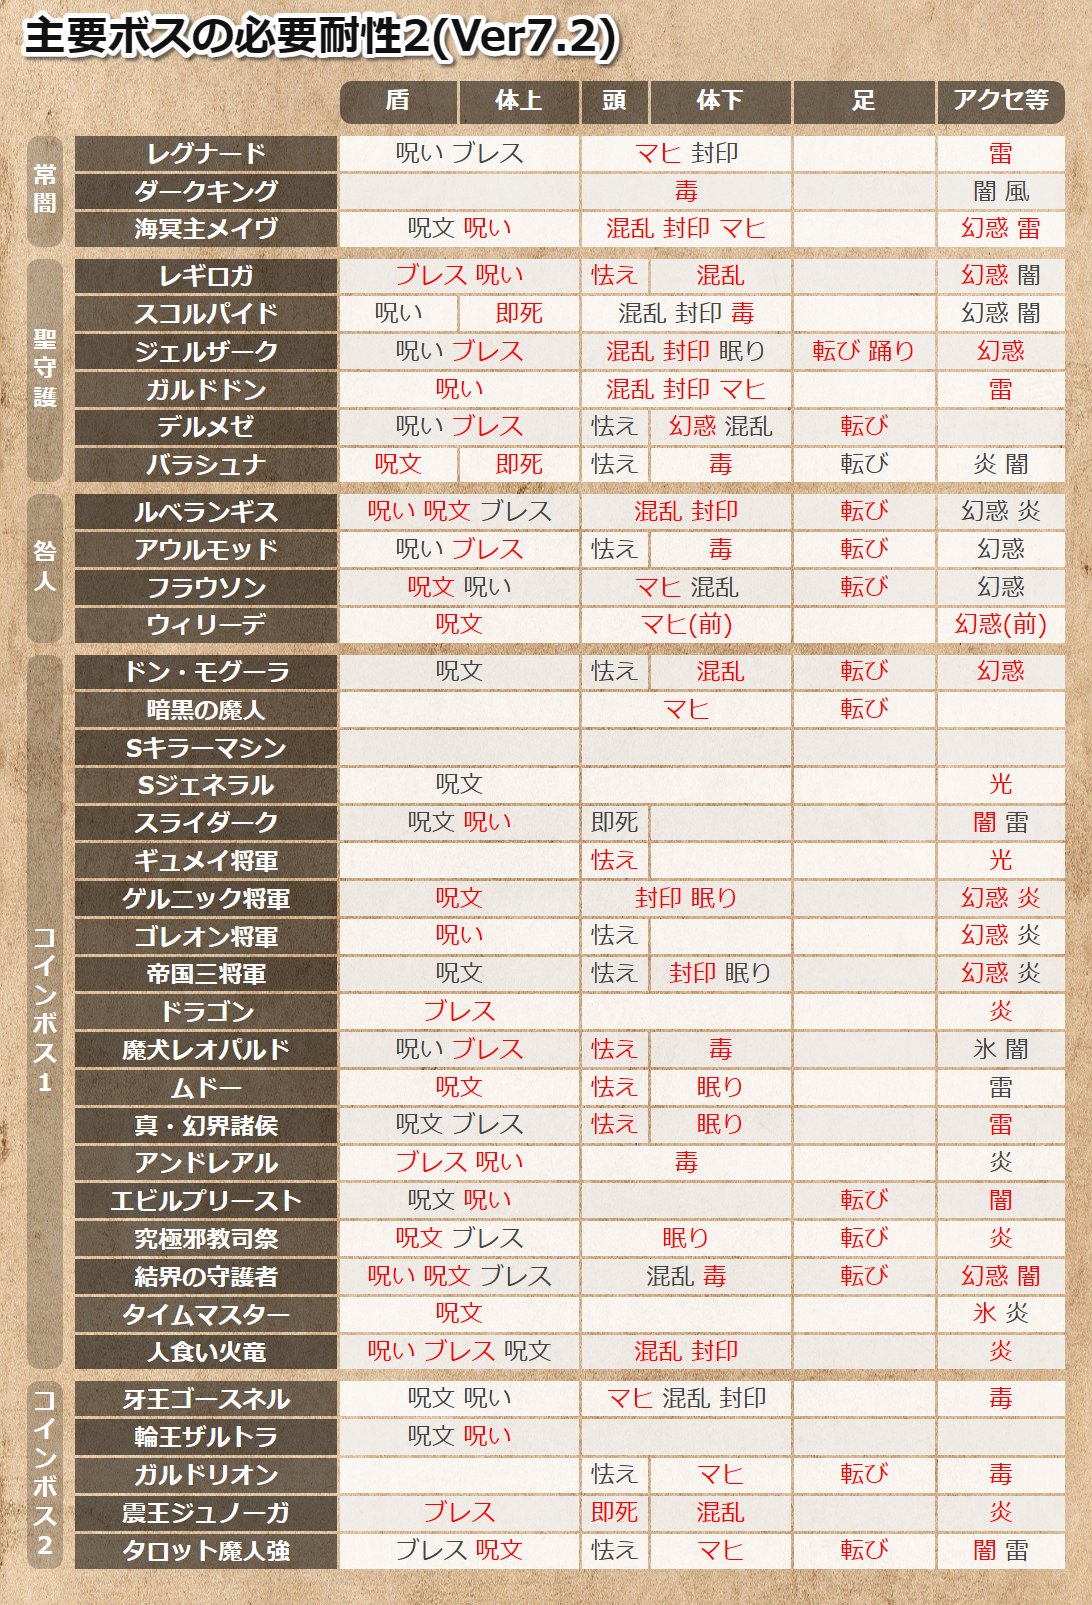 主要ボスの必要耐性2(Ver7.2)
盾 体上 頭 体下 足 アクセ等
常闇
レグナード 呪い ブレス マヒ 封印 雷
ダークキング 毒 闇 風
海冥主メイヴ 呪文 呪い 混乱 封印 マヒ 幻惑 雷
聖守護
レギロガ ブレス 呪い 怯え 混乱 幻惑 闇
スコルパイド 呪い 即死 混乱 封印 毒 幻惑 闇
ジェルザーク 呪い ブレス 混乱 封印 眠り 転び 踊り 幻惑
ガルドドン 呪い 混乱 封印 マヒ 雷
デルメゼ 呪い ブレス 怯え 幻惑 混乱 転び
バラシュナ 呪文 即死 怯え 毒 転び 炎 闇
咎人
ルベランギス 呪い 呪文 ブレス 混乱 封印 転び 幻惑 炎
アウルモッド 呪い ブレス 怯え 毒 転び 幻惑
フラウソン 呪文 呪い マヒ 混乱 転び 幻惑
ウィリーデ 呪文 マヒ(前) 幻惑(前)
コインボス1
ドン・モグーラ 呪文 怯え 混乱 転び 幻惑
暗黒の魔人 マヒ 転び
Sキラーマシン
Sジェネラル 呪文 光
スライダーク 呪文 呪い 即死 闇 雷
ギュメイ将軍 怯え 光
ゲルニック将軍 呪文 封印 眠り 幻惑 炎
ゴレオン将軍 呪い 怯え 幻惑 炎
帝国三将軍 呪文 怯え 封印 眠り 幻惑 炎
ドラゴン ブレス 炎
魔犬レオパルド 呪い ブレス 怯え 毒 氷 闇
ムドー 呪文 怯え 眠り 雷
真・幻界諸侯 呪文 ブレス 怯え 眠り 雷
アンドレアル ブレス 呪い 毒 炎
エビルプリースト 呪文 呪い 転び 闇
究極邪教司祭 呪文 ブレス 眠り 転び 炎
結界の守護者 呪い 呪文 ブレス 混乱 毒 転び 幻惑 闇
タイムマスター 呪文 氷 炎
人食い火竜 呪い ブレス 呪文 混乱 封印 炎
コインボス2
牙王ゴースネル 呪文 呪い マヒ 混乱 封印 毒
輪王ザルトラ 呪文 呪い
ガルドリオン 怯え マヒ 転び 毒
震王ジュノーガ ブレス 即死 混乱 炎
タロット魔人強 ブレス 呪文 怯え マヒ 転び 闇 雷